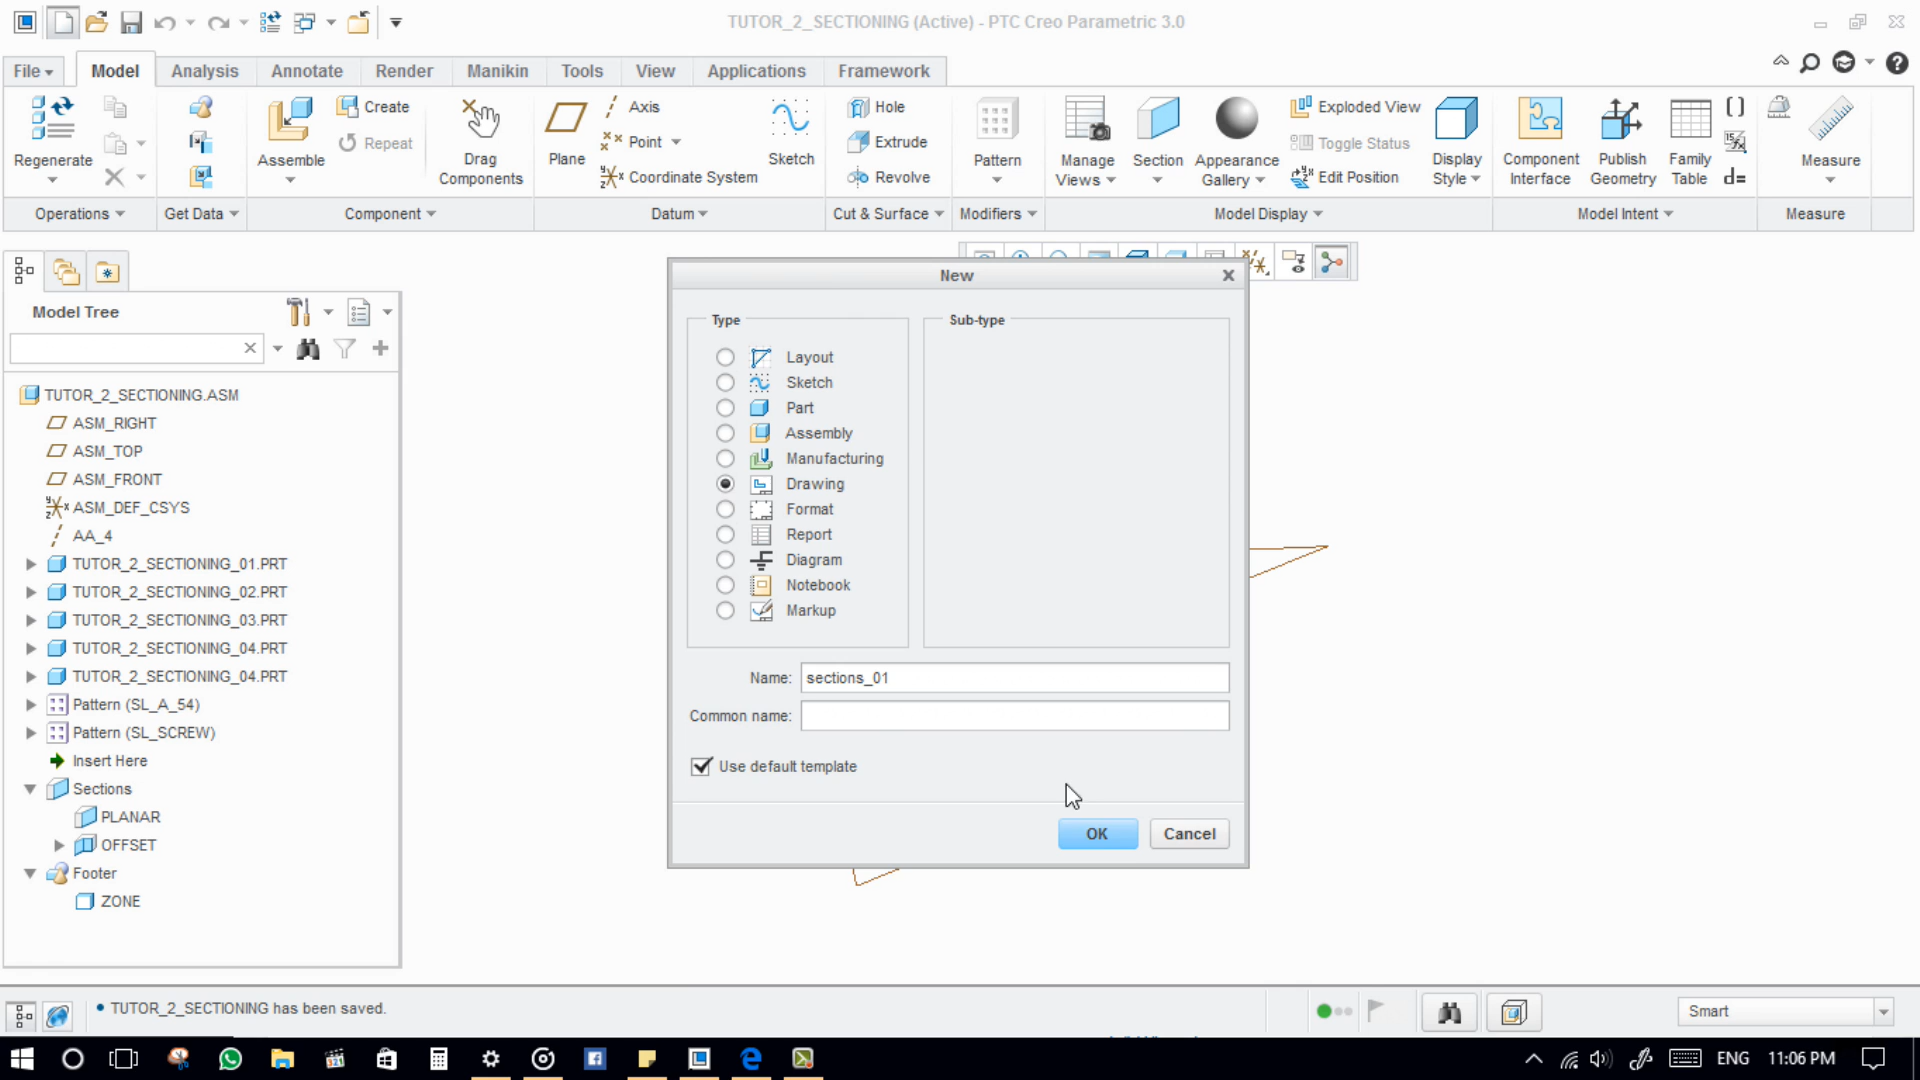 TUTOR_2_SECTIONING (Active) - PTC Creo Parametric 3.0
File
Model
Analysis
Annotate
Render
Manikin
Tools
View
Applications
Framework
Regenerate
Assemble
Create
Repeat
Drag
Components
Plane
Axis
Point
Coordinate System
Sketch
Hole
Extrude
Revolve
Pattern
Manage
Views
Section
Appearance
Gallery
Exploded View
Toggle Status
Edit Position
Display
Style
Component
Interface
Publish
Geometry
Family
Table
d=
Measure
Operations
Get Data
Component
Datum
Cut & Surface
Modifiers
Model Display
Model Intent
Measure
Model Tree
TUTOR_2_SECTIONING.ASM
ASM_RIGHT
ASM_TOP
ASM_FRONT
ASM_DEF_CSYS
AA_4
TUTOR_2_SECTIONING_01.PRT
TUTOR_2_SECTIONING_02.PRT
TUTOR_2_SECTIONING_03.PRT
TUTOR_2_SECTIONING_04.PRT
TUTOR_2_SECTIONING_04.PRT
Pattern (SL_A_54)
Pattern (SL_SCREW)
Insert Here
Sections
PLANAR
OFFSET
Footer
ZONE
New
Type
Layout
Sketch
Part
Assembly
Manufacturing
Drawing
Format
Report
Diagram
Notebook
Markup
Sub-type
Name: sections_01
Common name:
Use default template
OK
Cancel
• TUTOR_2_SECTIONING has been saved.
Smart
ENG
11:06 PM